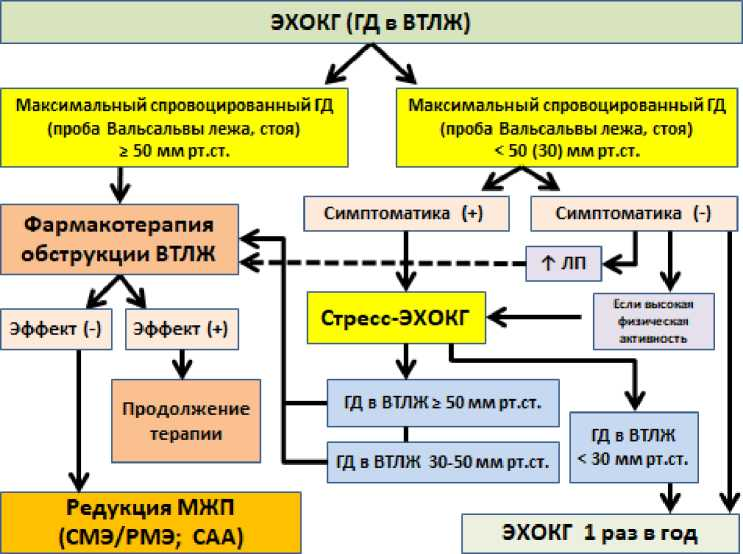 ЭХОКГ (ГД в ВТЛЖ)
Максимальный спровоцированный ГД
(проба Вальсальвы лежа, стоя)
≥ 50 мм рт.ст.
Максимальный спровоцированный ГД
(проба Вальсальвы лежа, стоя)
< 50 (30) мм рт.ст.
Фармакотерапия
обструкции ВТЛЖ
Симптоматика (+)
Симптоматика (-)
↑ ЛП
Эффект (-)
Эффект (+)
Стресс-ЭХОКГ
Если высокая
физическая
активность
Продолжение
терапии
ГД в ВТЛЖ ≥ 50 мм рт.ст.
ГД в ВТЛЖ 30-50 мм рт.ст.
ГД в ВТЛЖ
< 30 мм рт.ст.
Редукция МЖП
(СМЭ/РМЭ; САА)
ЭХОКГ 1 раз в год